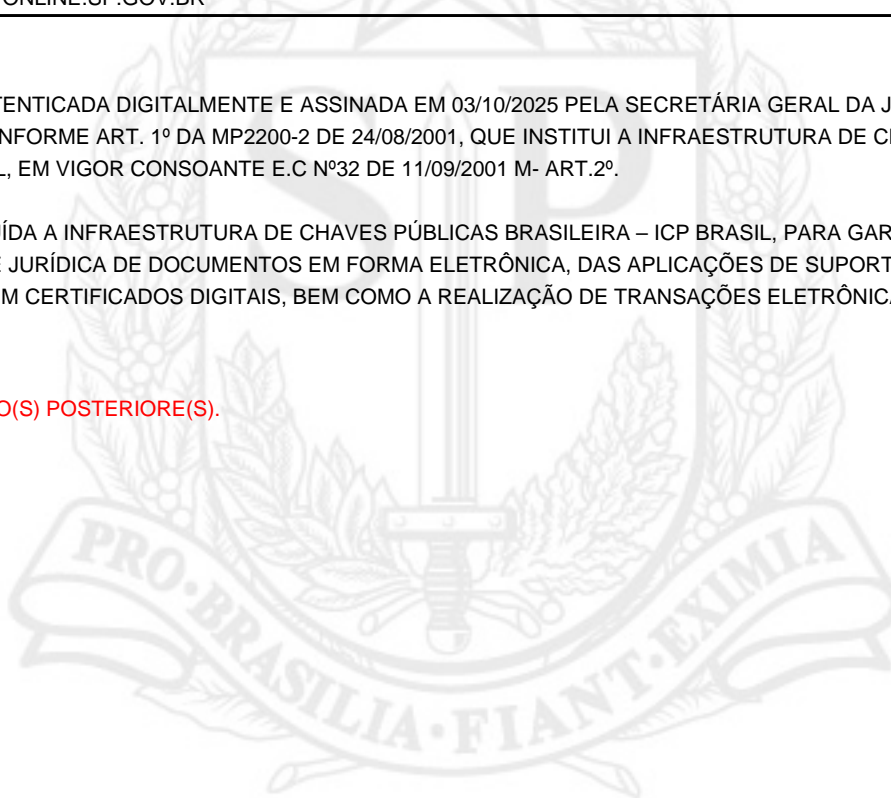 ONLINE.SP.GOV.BR
TENTICADA DIGITALMENTE E ASSINADA EM 03/10/2025 PELA SECRETÁRIA GERAL DA J
NFORME ART. 1º DA MP2200-2 DE 24/08/2001, QUE INSTITUI A INFRAESTRUTURA DE C
L, EM VIGOR CONSOANTE E.C Nº32 DE 11/09/2001 M- ART.2º.
ÍDA A INFRAESTRUTURA DE CHAVES PÚBLICAS BRASILEIRA – ICP BRASIL, PARA GAR
E JURÍDICA DE DOCUMENTOS EM FORMA ELETRÔNICA, DAS APLICAÇÕES DE SUPORT
M CERTIFICADOS DIGITAIS, BEM COMO A REALIZAÇÃO DE TRANSAÇÕES ELETRÔNICA
O(S) POSTERIORE(S).
SP
PRO·BRASILIA·FIANT·EXIMIA